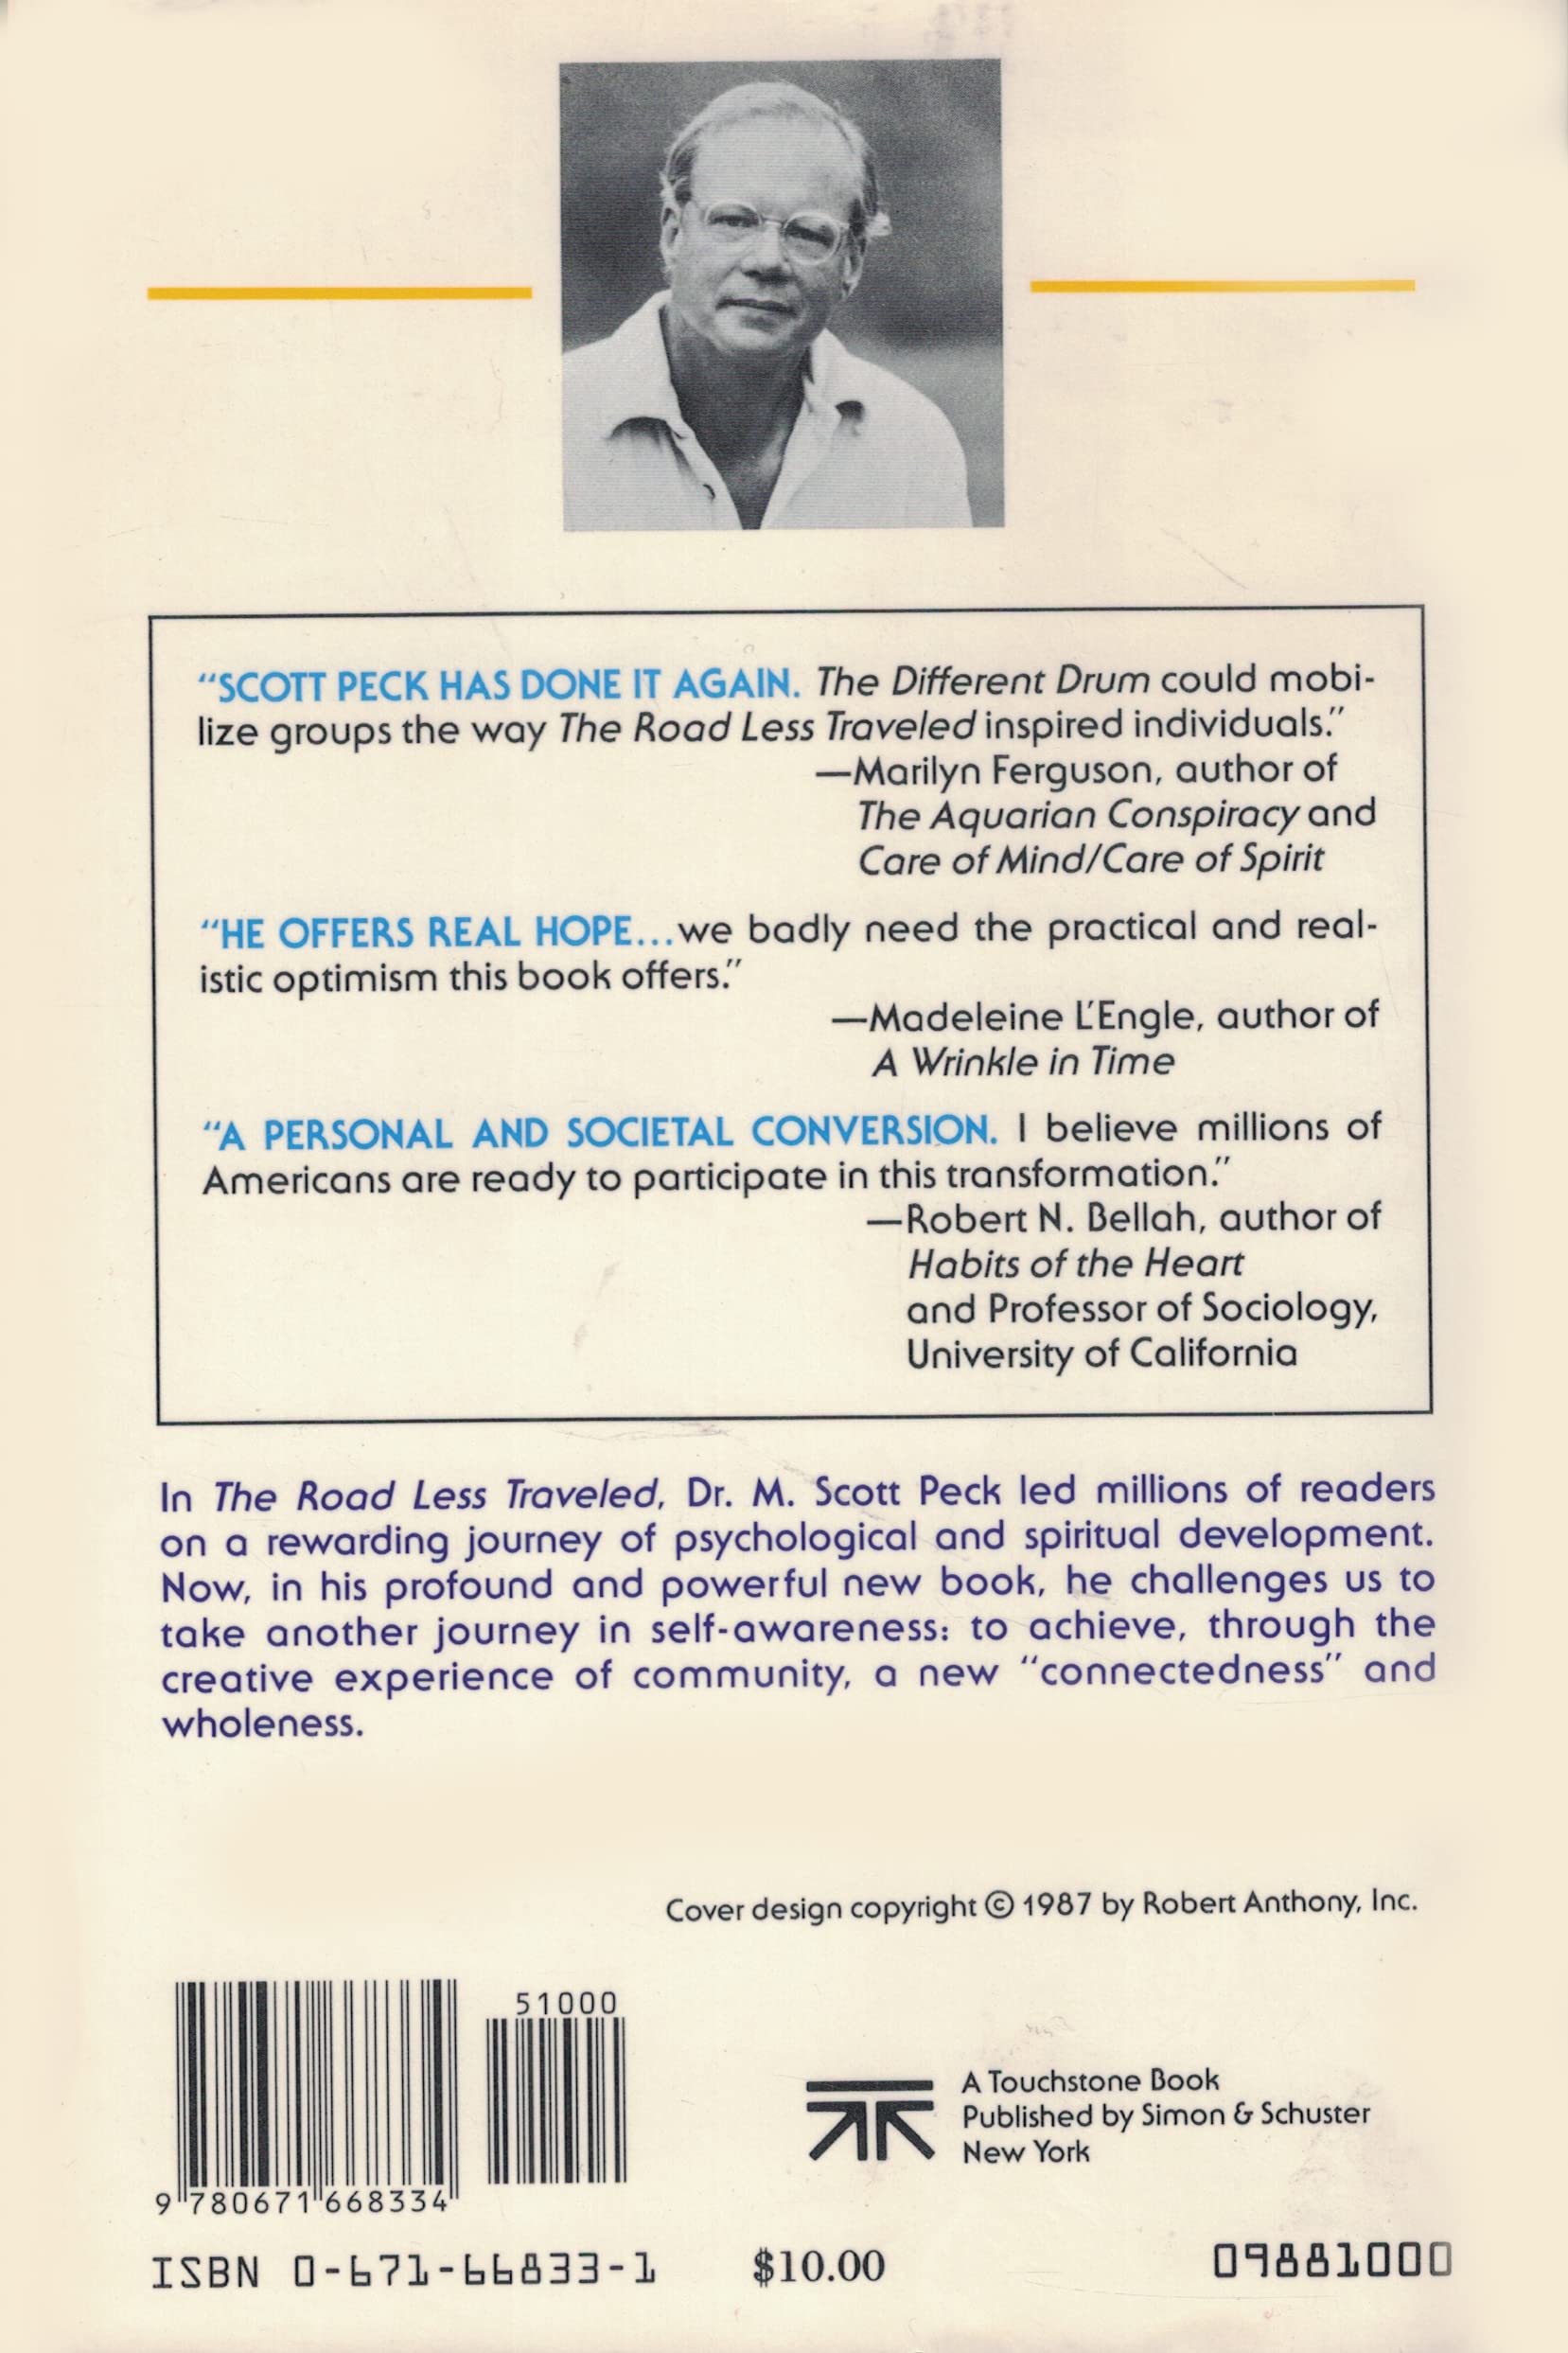 “SCOTT PECK HAS DONE IT AGAIN. The Different Drum could mobi-
lize groups the way The Road Less Traveled inspired individuals.”
—Marilyn Ferguson, author of
The Aquarian Conspiracy and
Care of Mind/Care of Spirit
“HE OFFERS REAL HOPE...we badly need the practical and real-
istic optimism this book offers.”
—Madeleine L’Engle, author of
A Wrinkle in Time
“A PERSONAL AND SOCIETAL CONVERSION. I believe millions of
Americans are ready to participate in this transformation.”
—Robert N. Bellah, author of
Habits of the Heart
and Professor of Sociology,
University of California
In The Road Less Traveled, Dr. M. Scott Peck led millions of readers
on a rewarding journey of psychological and spiritual development.
Now, in his profound and powerful new book, he challenges us to
take another journey in self-awareness: to achieve, through the
creative experience of community, a new “connectedness” and
wholeness.
Cover design copyright © 1987 by Robert Anthony, Inc.
51000
9 780671 668334
A Touchstone Book
Published by Simon & Schuster
New York
ISBN 0-671-66833-1
$10.00
09881000